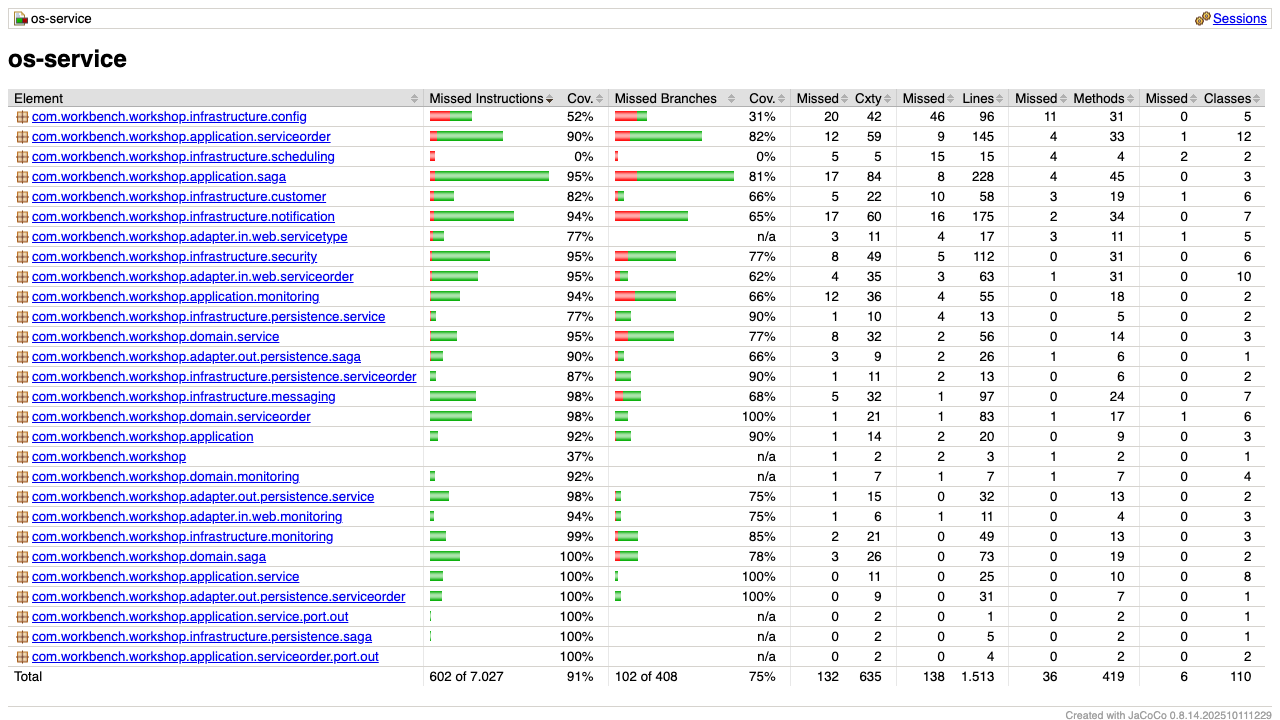 os-service Sessions
os-service
Element Missed Instructions Cov. Missed Branches Cov. Missed Cxty Missed Lines Missed Methods Missed Classes
com.workbench.workshop.infrastructure.config 52% 31% 20 42 46 96 11 31 0 5
com.workbench.workshop.application.serviceorder 90% 82% 12 59 9 145 4 33 1 12
com.workbench.workshop.infrastructure.scheduling 0% 0% 5 5 15 15 4 4 2 2
com.workbench.workshop.application.saga 95% 81% 17 84 8 228 4 45 0 3
com.workbench.workshop.infrastructure.customer 82% 66% 5 22 10 58 3 19 1 6
com.workbench.workshop.infrastructure.notification 94% 65% 17 60 16 175 2 34 0 7
com.workbench.workshop.adapter.in.web.servicetype 77% n/a 3 11 4 17 3 11 1 5
com.workbench.workshop.infrastructure.security 95% 77% 8 49 5 112 0 31 0 6
com.workbench.workshop.adapter.in.web.serviceorder 95% 62% 4 35 3 63 1 31 0 10
com.workbench.workshop.application.monitoring 94% 66% 12 36 4 55 0 18 0 2
com.workbench.workshop.infrastructure.persistence.service 77% 90% 1 10 4 13 0 5 0 2
com.workbench.workshop.domain.service 95% 77% 8 32 2 56 0 14 0 3
com.workbench.workshop.adapter.out.persistence.saga 90% 66% 3 9 2 26 1 6 0 1
com.workbench.workshop.infrastructure.persistence.serviceorder 87% 90% 1 11 2 13 0 6 0 2
com.workbench.workshop.infrastructure.messaging 98% 68% 5 32 1 97 0 24 0 7
com.workbench.workshop.domain.serviceorder 98% 100% 1 21 1 83 1 17 1 6
com.workbench.workshop.application 92% 90% 1 14 2 20 0 9 0 3
com.workbench.workshop 37% n/a 1 2 2 3 1 2 0 1
com.workbench.workshop.domain.monitoring 92% n/a 1 7 1 7 1 7 0 4
com.workbench.workshop.adapter.out.persistence.service 98% 75% 1 15 0 32 0 13 0 2
com.workbench.workshop.adapter.in.web.monitoring 94% 75% 1 6 1 11 0 4 0 3
com.workbench.workshop.infrastructure.monitoring 99% 85% 2 21 0 49 0 13 0 3
com.workbench.workshop.domain.saga 100% 78% 3 26 0 73 0 19 0 2
com.workbench.workshop.application.service 100% 100% 0 11 0 25 0 10 0 8
com.workbench.workshop.adapter.out.persistence.serviceorder 100% 100% 0 9 0 31 0 7 0 1
com.workbench.workshop.application.service.port.out 100% n/a 0 2 0 1 0 2 0 1
com.workbench.workshop.infrastructure.persistence.saga 100% n/a 0 2 0 5 0 2 0 1
com.workbench.workshop.application.serviceorder.port.out 100% n/a 0 2 0 4 0 2 0 2
Total 602 of 7.027 91% 102 of 408 75% 132 635 138 1.513 36 419 6 110
Created with JaCoCo 0.8.14.202510111229